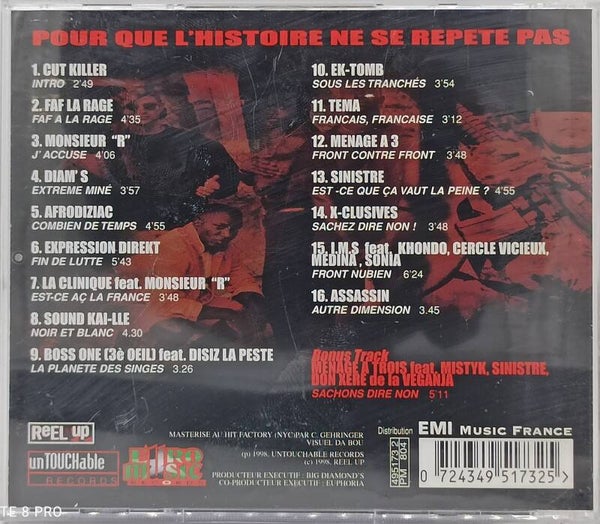 POUR QUE L'HISTOIRE NE SE REPETE PAS
1. CUT KILLER
INTRO 2'49
2. FAF LA RAGE
FAF A LA RAGE 4'35
3. MONSIEUR "R"
J'ACCUSE 4'06
4. DIAM'S
EXTREME MINÉ 3'57
5. AFRODIZIAC
COMBIEN DE TEMPS 4'55
6. EXPRESSION DIREKT
FIN DE LUTTE 5'43
7. LA CLINIQUE feat. MONSIEUR "R"
EST-CE AÇ LA FRANCE 3'48
8. SOUND KAI-LLE
NOIR ET BLANC 4.30
9. BOSS ONE (3è OEIL) feat. DISIZ LA PESTE
LA PLANETE DES SINGES 3.26
10. EK-TOMB
SOUS LES TRANCHÉS 3'54
11. TEMA
FRANCAIS, FRANCAISE 3'12
12. MENAGE A 3
FRONT CONTRE FRONT 3'48
13. SINISTRE
EST-CE QUE ÇA VAUT LA PEINE ? 4'55
14. X-CLUSIVES
SACHEZ DIRE NON ! 3'48
15. I.M.S feat. KHONDO, CERCLE VICIEUX,
MEDINA, SONIA
FRONT NUBIEN 6'24
16. ASSASSIN
AUTRE DIMENSION 3.45
Bonus Track
MENAGE A TROIS feat. MISTYK, SINISTRE,
DON XERE de la VEGANJA
SACHONS DIRE NON 5'11
ReeL up
unTOUCHable
RECORDS
MUSIC
MASTERISE AU HIT FACTORY (NYC)PAR C. GEHRINGER
VISUEL DA BOU
(p) 1998. UNTOUCHABLE RECORDS
(c) 1998. REEL UP
PRODUCTEUR EXECUTIF : BIG DIAMOND'S
CO-PRODUCTEUR EXECUTIF : EUPHORIA
Distribution
EMI MUSIC FRANCE
495173 2
PM 804
0 724349 517325
TE 8 PRO